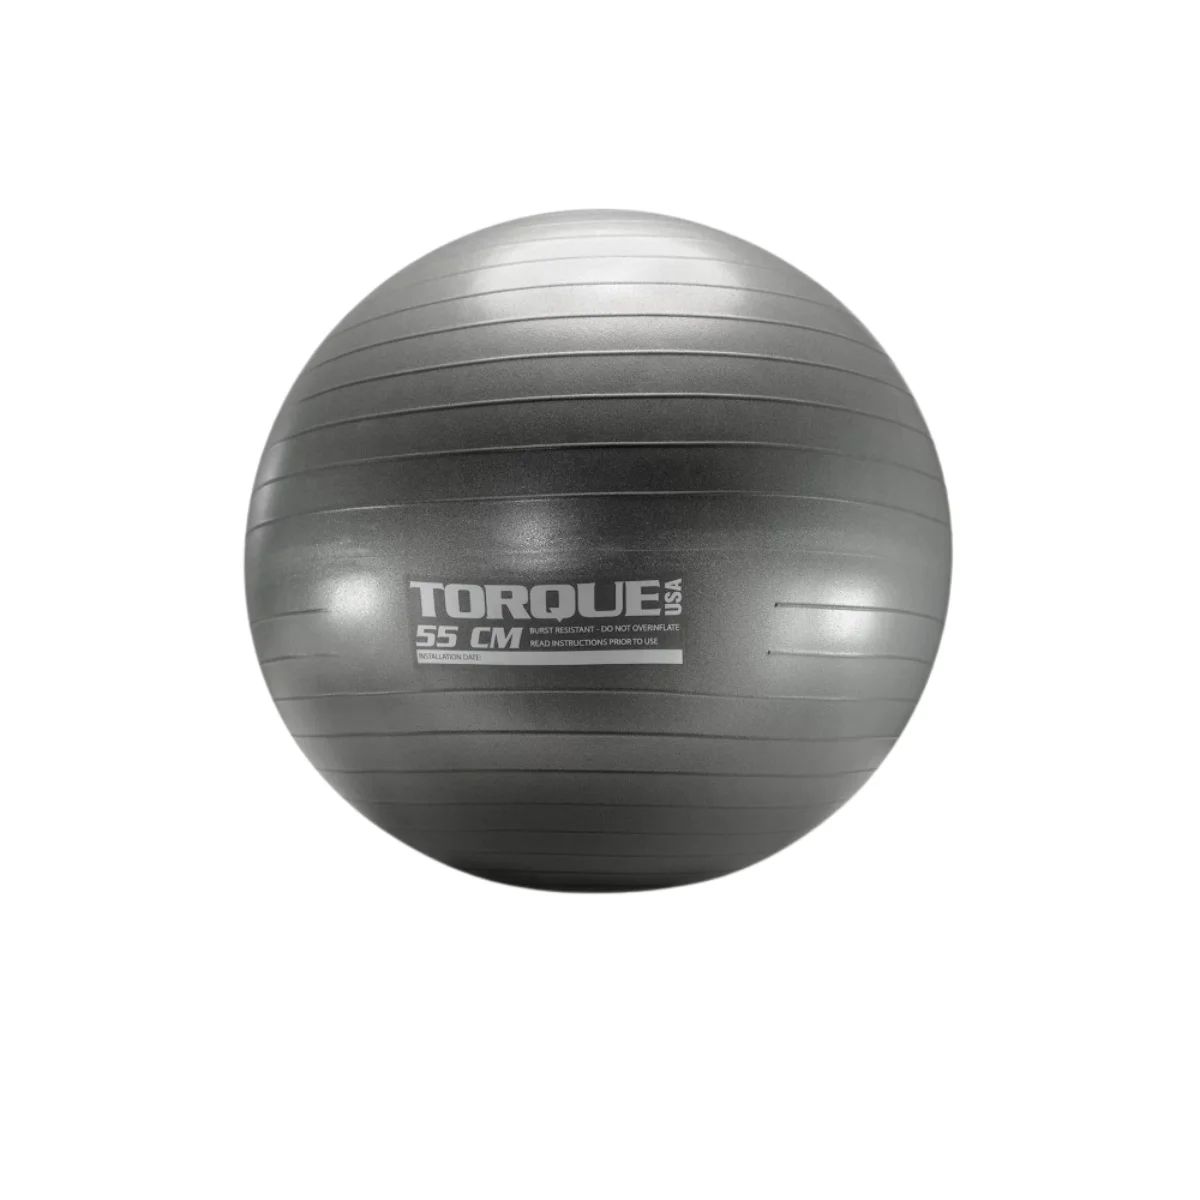 TORQUE USA
55 CM
BURST RESISTANT - DO NOT OVERINFLATE
READ INSTRUCTIONS PRIOR TO USE
INSTALLATION DATE: